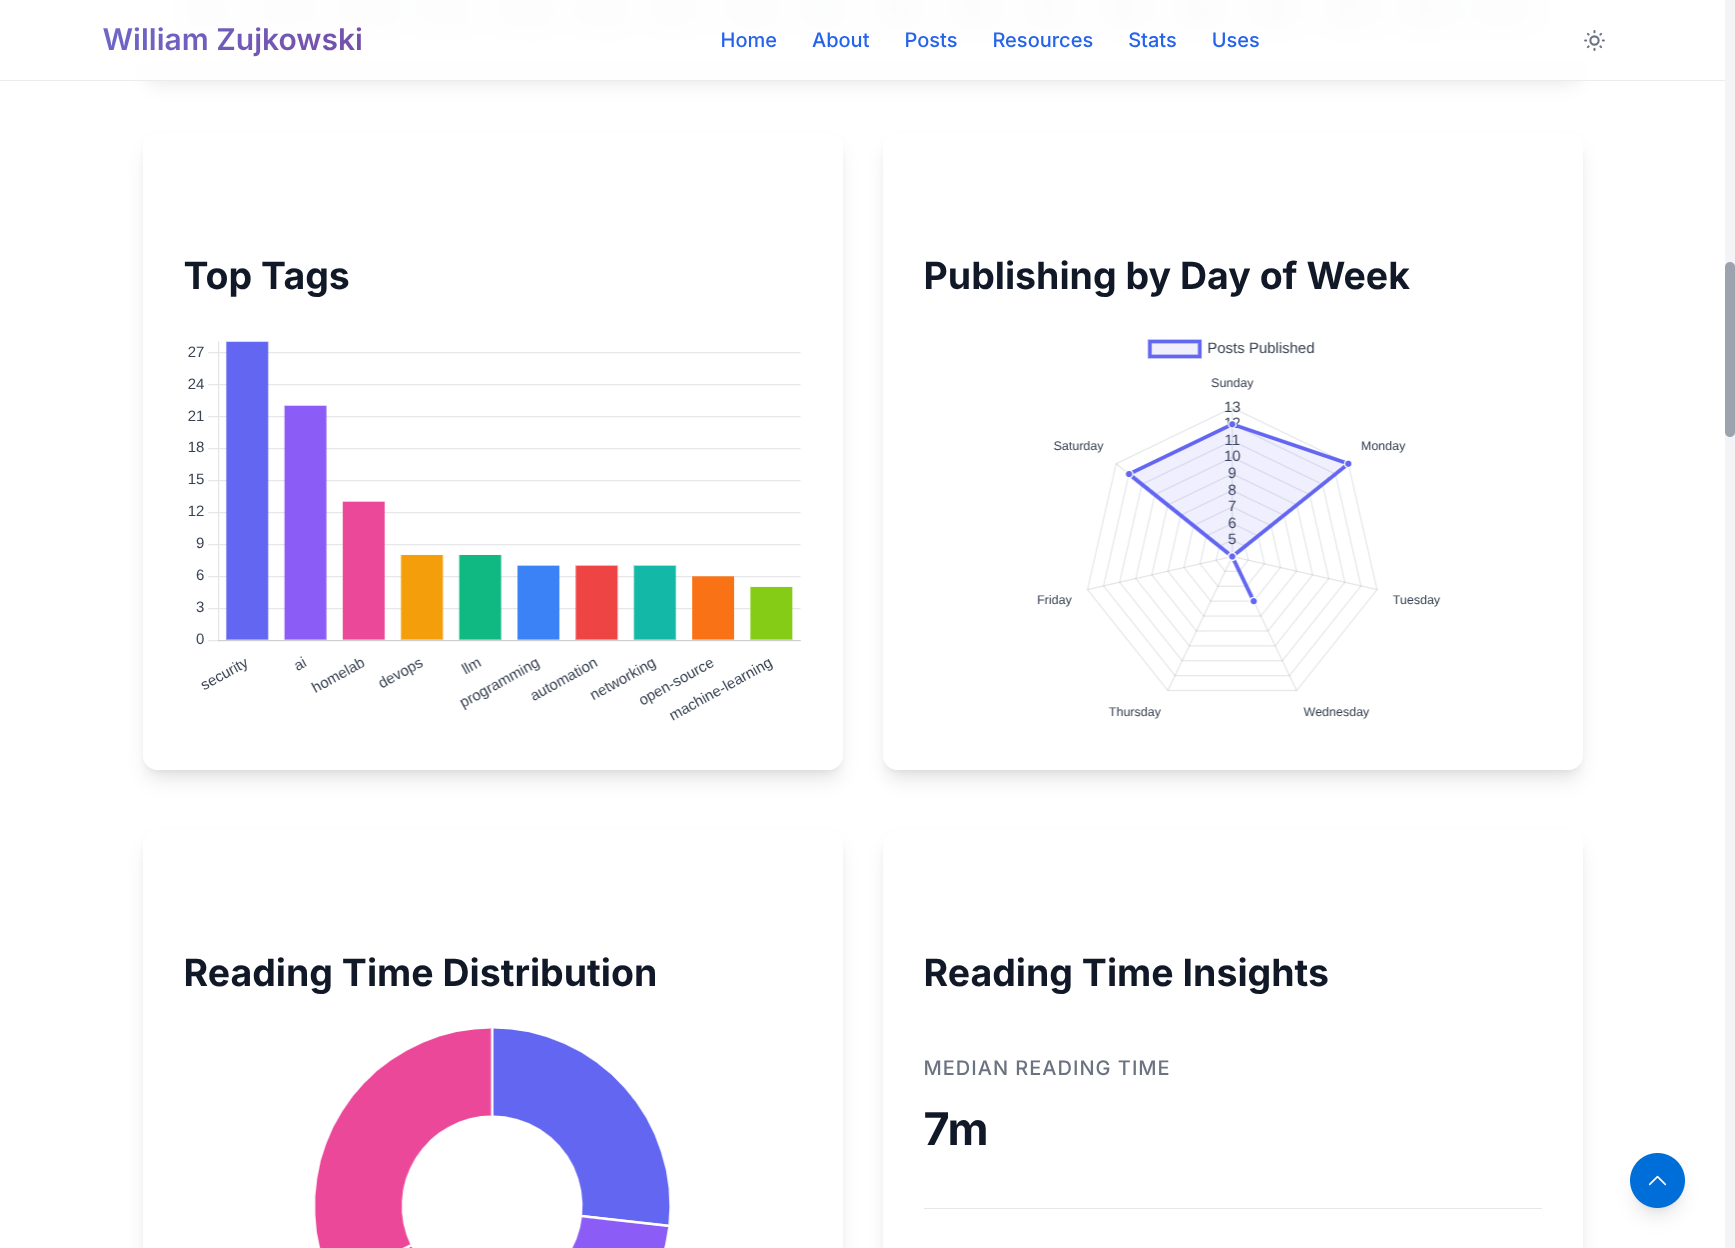 William Zujkowski
Home About Posts Resources Stats Uses
Top Tags
27
24
21
18
15
12
9
6
3
0
security ai homelab devops llm programming automation networking open-source machine-learning
Publishing by Day of Week
Posts Published
Sunday
13
12
11
10
9
8
7
6
5
Saturday Monday
Friday Tuesday
Thursday Wednesday
Reading Time Distribution
Reading Time Insights
MEDIAN READING TIME
7m